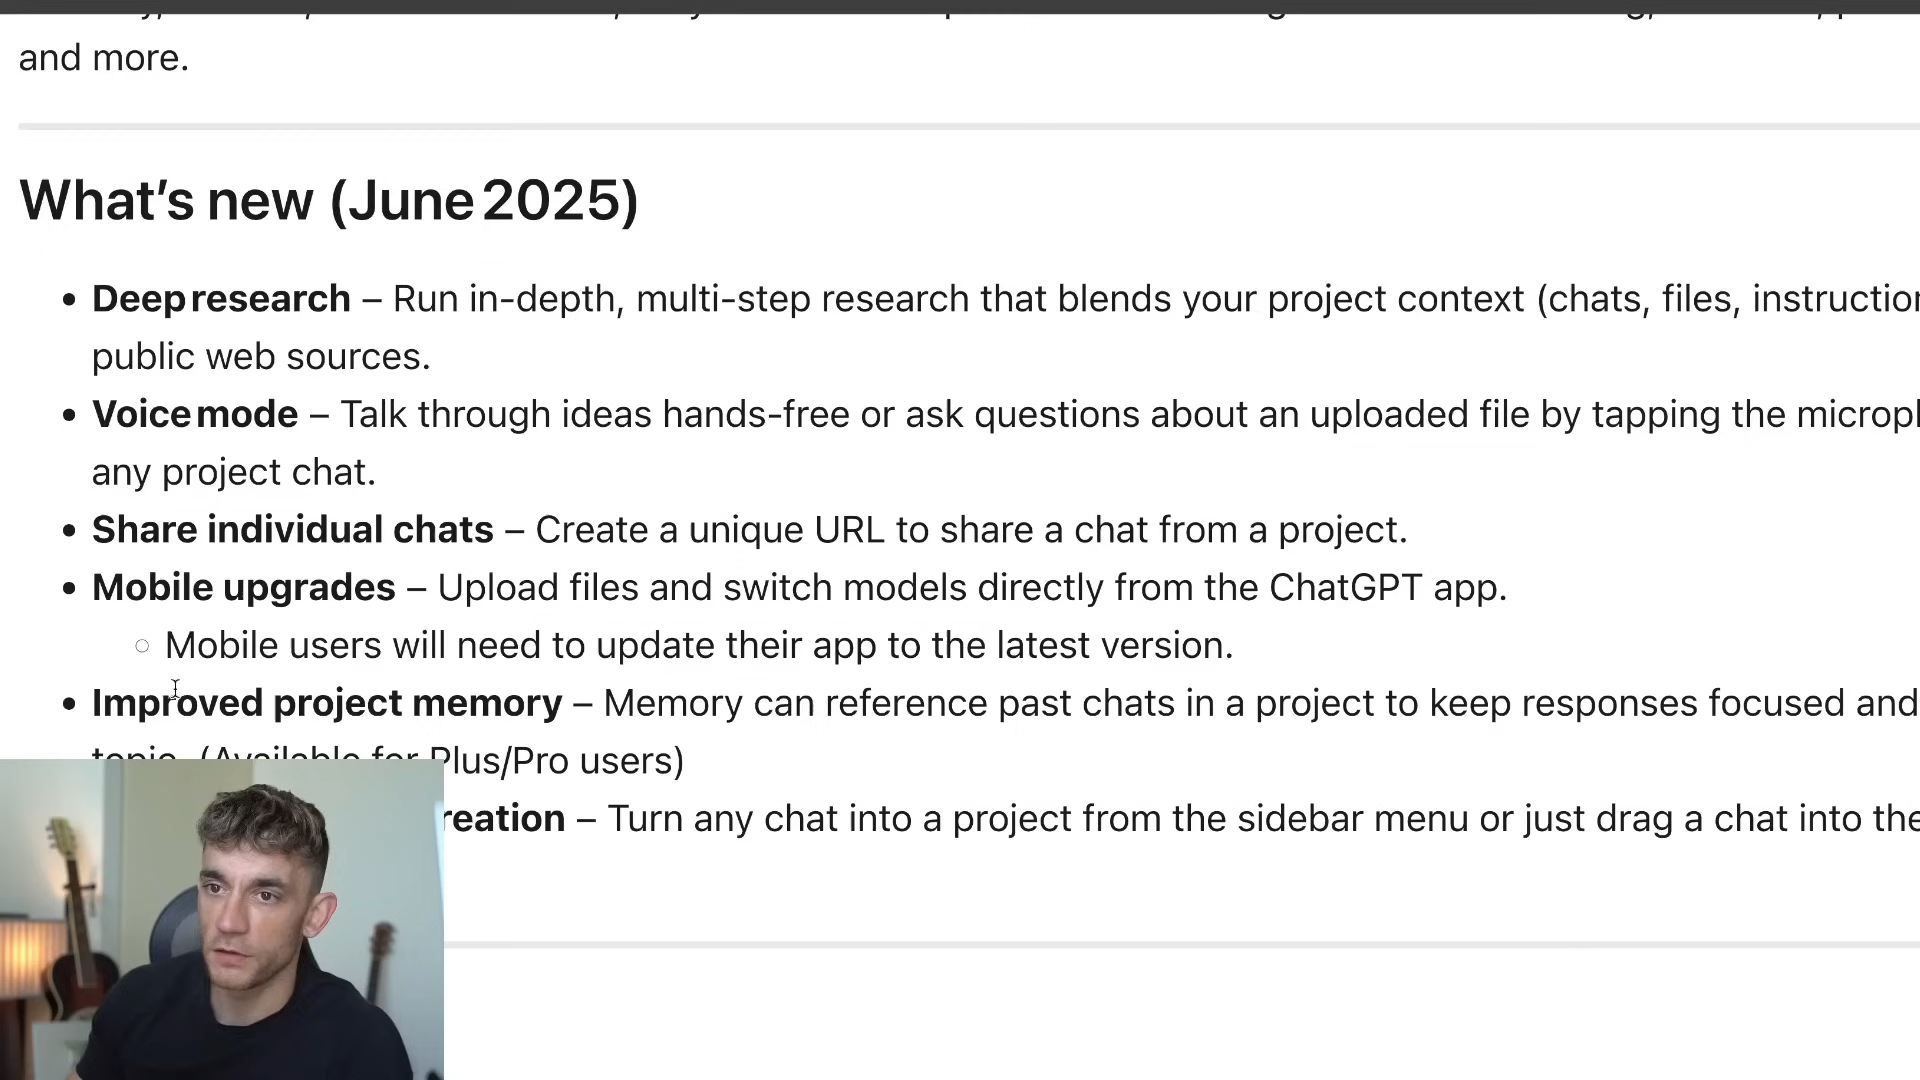 and more.
What's new (June 2025)
• Deep research – Run in-depth, multi-step research that blends your project context (chats, files,
public web sources.
• Voice mode – Talk through ideas hands-free or ask questions about an uploaded file by tapping the
any project chat.
• Share individual chats – Create a unique URL to share a chat from a project.
• Mobile upgrades – Upload files and switch models directly from the ChatGPT app.
○ Mobile users will need to update their app to the latest version.
• Improved project memory – Memory can reference past chats in a project to keep responses focused and
topic. (Available for Plus/Pro users)
– Turn any chat into a project from the sidebar menu or just drag a chat into the